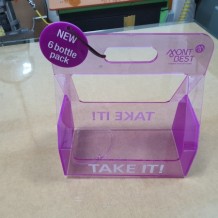 NEW
6 bottle
pack
MONT
DEST
TAKE IT!
TAKE IT!